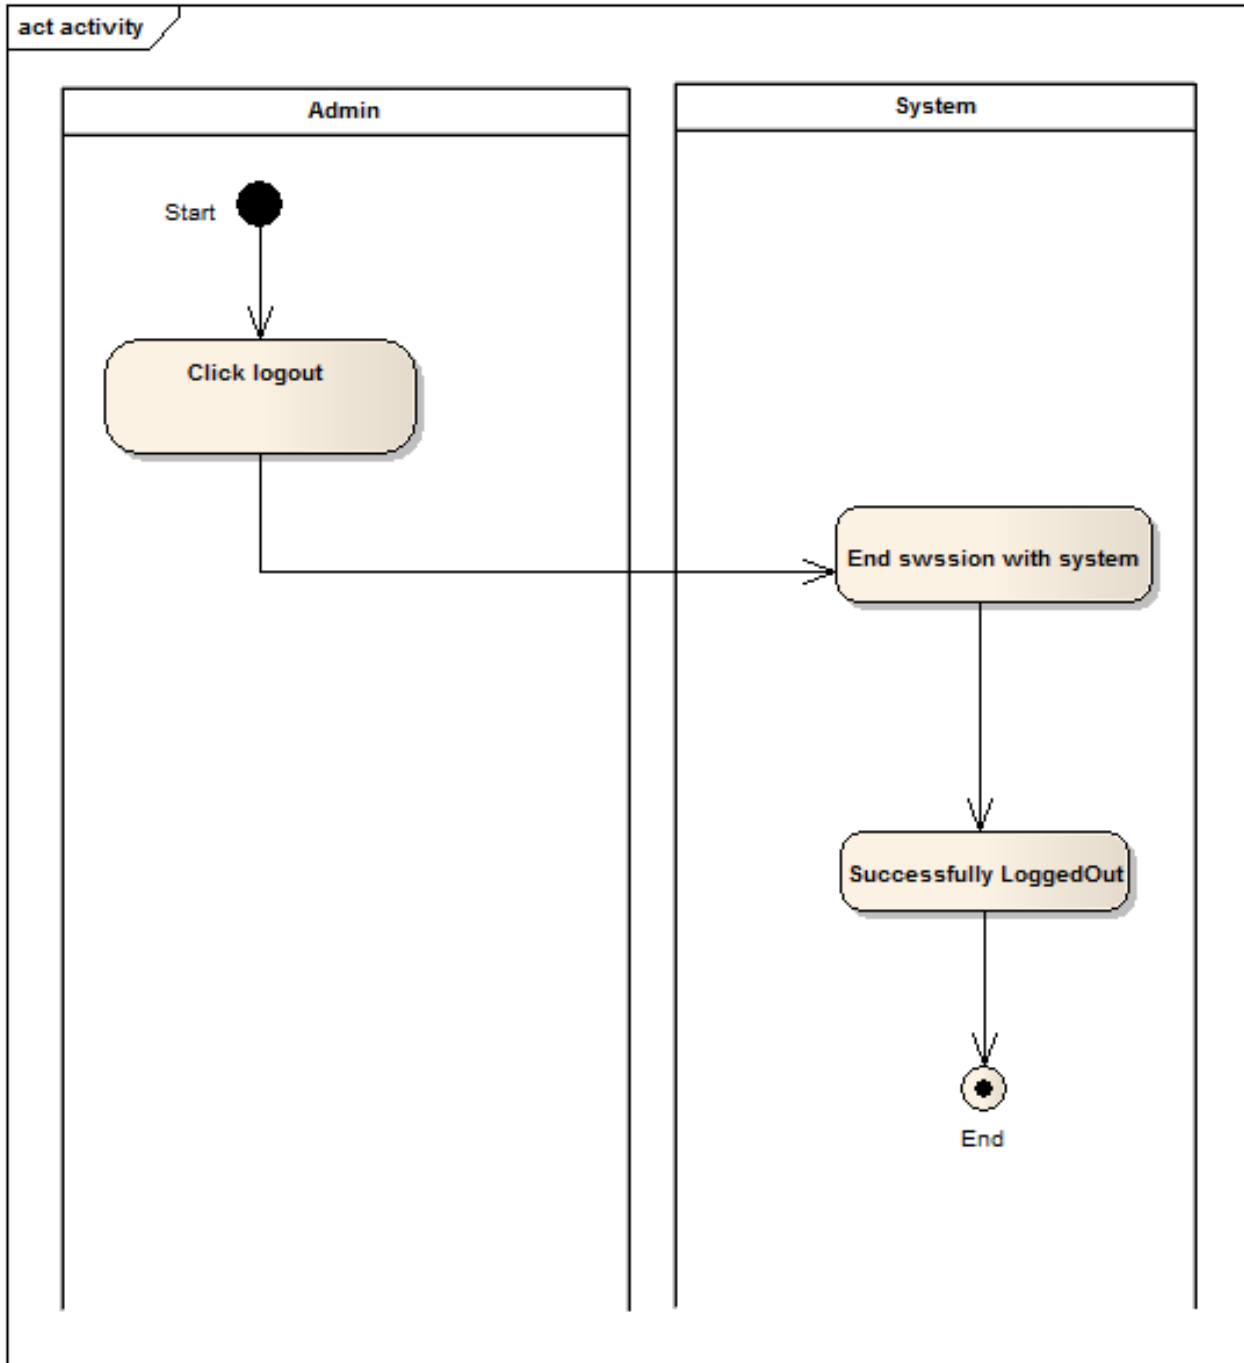 act activity
Admin
System
Start
Click logout
End swssion with system
Successfully LoggedOut
End